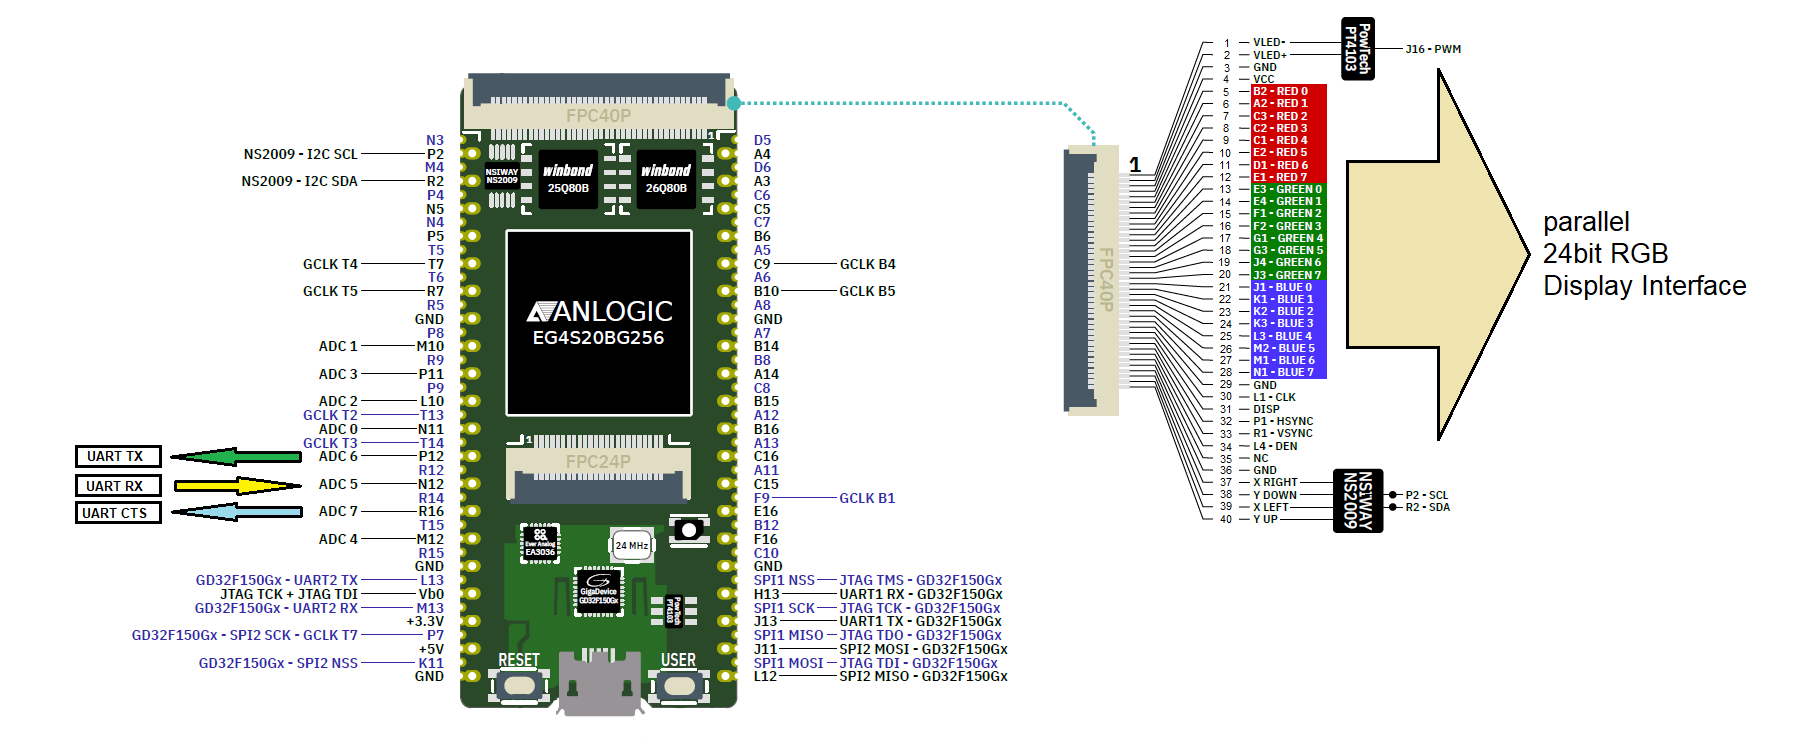 FPC40P
1
NSIWAY
NS2009
winbond
25Q80B
winbond
26Q80B
ANLOGIC
EG4S20BG256
1
FPC24P
Ever Analog
EA3036
24 MHz
GigaDevice
GD32F150Gx
PowTech
PT4103
RESET
USER
N3
NS2009 - I2C SCL P2
M4
NS2009 - I2C SDA R2
P4
N5
N4
P5
T5
GCLK T4 T7
T6
GCLK T5 R7
R5
GND
P8
ADC 1 M10
R9
ADC 3 P11
P9
ADC 2 L10
GCLK T2 T13
ADC 0 N11
GCLK T3 T14
UART TX ADC 6 P12
R12
UART RX ADC 5 N12
R14
UART CTS ADC 7 R16
T15
ADC 4 M12
R15
GND
GD32F150Gx - UART2 TX L13
JTAG TCK + JTAG TDI Vb0
GD32F150Gx - UART2 RX M13
+3.3V
GD32F150Gx - SPI2 SCK - GCLK T7 P7
+5V
GD32F150Gx - SPI2 NSS K11
GND
D5
A4
D6
A3
C6
C5
C7
B6
A5
C9 GCLK B4
A6
B10 GCLK B5
A8
GND
A7
B14
B8
A14
C8
B15
A12
B16
A13
C16
A11
C15
F9 GCLK B1
E16
B12
F16
C10
GND
SPI1 NSS JTAG TMS - GD32F150Gx
H13 UART1 RX - GD32F150Gx
SPI1 SCK JTAG TCK - GD32F150Gx
J13 UART1 TX - GD32F150Gx
SPI1 MISO JTAG TDO - GD32F150Gx
J11 SPI2 MOSI - GD32F150Gx
SPI1 MOSI JTAG TDI - GD32F150Gx
L12 SPI2 MISO - GD32F150Gx
1
FPC40P
1 VLED-
2 VLED+
3 GND
4 VCC
5 B2 - RED 0
6 A2 - RED 1
7 C3 - RED 2
8 C2 - RED 3
9 C1 - RED 4
10 E2 - RED 5
11 D1 - RED 6
12 E1 - RED 7
13 E3 - GREEN 0
14 E4 - GREEN 1
15 F1 - GREEN 2
16 F2 - GREEN 3
17 G1 - GREEN 4
18 G3 - GREEN 5
19 J4 - GREEN 6
20 J3 - GREEN 7
21 J1 - BLUE 0
22 K1 - BLUE 1
23 K2 - BLUE 2
24 K3 - BLUE 3
25 L3 - BLUE 4
26 M2 - BLUE 5
27 M1 - BLUE 6
28 N1 - BLUE 7
29 GND
30 L1 - CLK
31 DISP
32 P1 - HSYNC
33 R1 - VSYNC
34 L4 - DEN
35 NC
36 GND
37 X RIGHT
38 Y DOWN
39 X LEFT
40 Y UP
PowTech
PT4103
J16 - PWM
NSIWAY
NS2009
P2 - SCL
R2 - SDA
parallel
24bit RGB
Display Interface